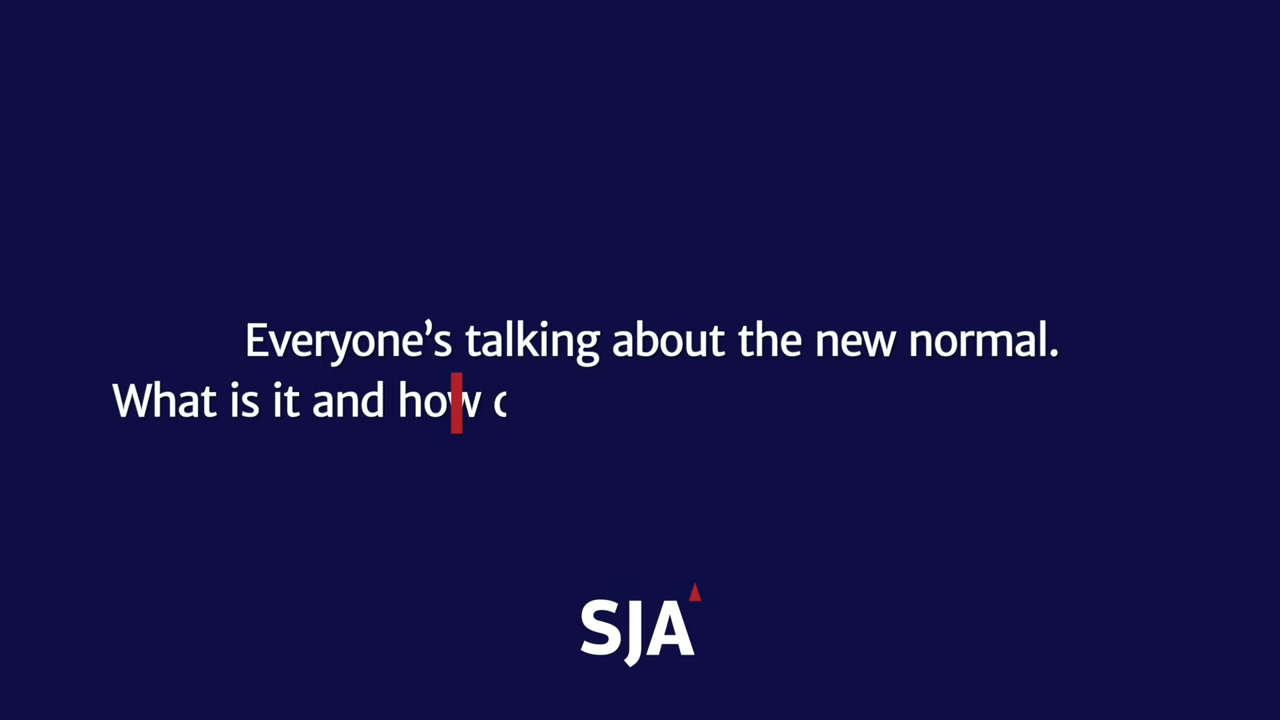 Everyone’s talking about the new normal.
What is it and how
SJA